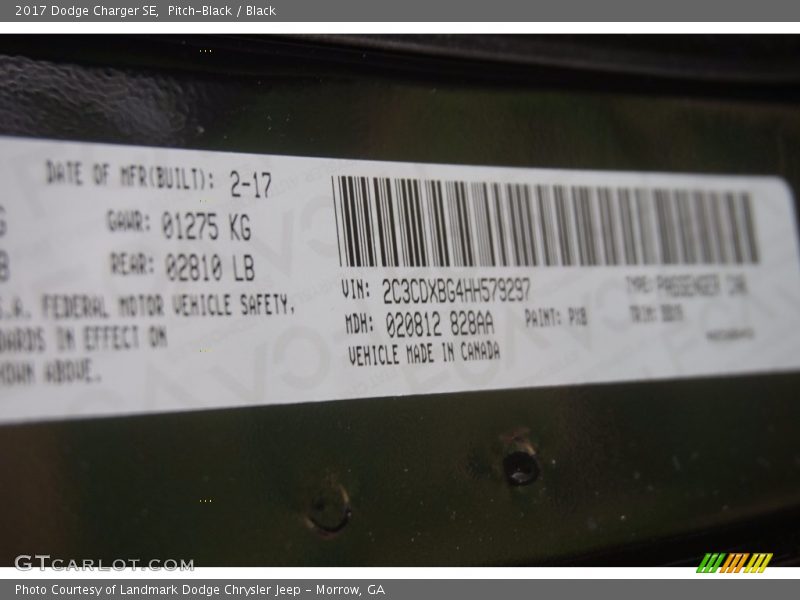 2017 Dodge Charger SE,  Pitch-Black / Black
DATE OF MFR(BUILT): 2-17
GAWR: 01275 KG
REAR: 02810 LB
S.A. FEDERAL MOTOR VEHICLE SAFETY,
DARDS IN EFFECT ON
HOWN ABOVE.
VIN: 2C3CDXBG4HH579297
TYPE: PASSENGER CAR
MDH: 020812 828AA
PAINT: PX8
TRIM:
VEHICLE MADE IN CANADA
GTcarlot.com
Photo Courtesy of Landmark Dodge Chrysler Jeep – Morrow, GA